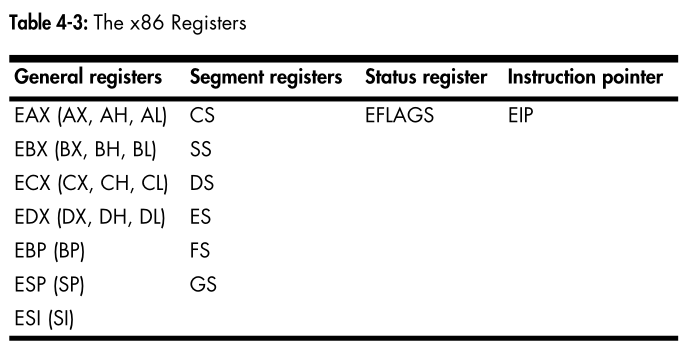 Table 4-3: The x86 Registers
General registers Segment registers Status register Instruction pointer
EAX (AX, AH, AL) CS EFLAGS EIP
EBX (BX, BH, BL) SS
ECX (CX, CH, CL) DS
EDX (DX, DH, DL) ES
EBP (BP) FS
ESP (SP) GS
ESI (SI)